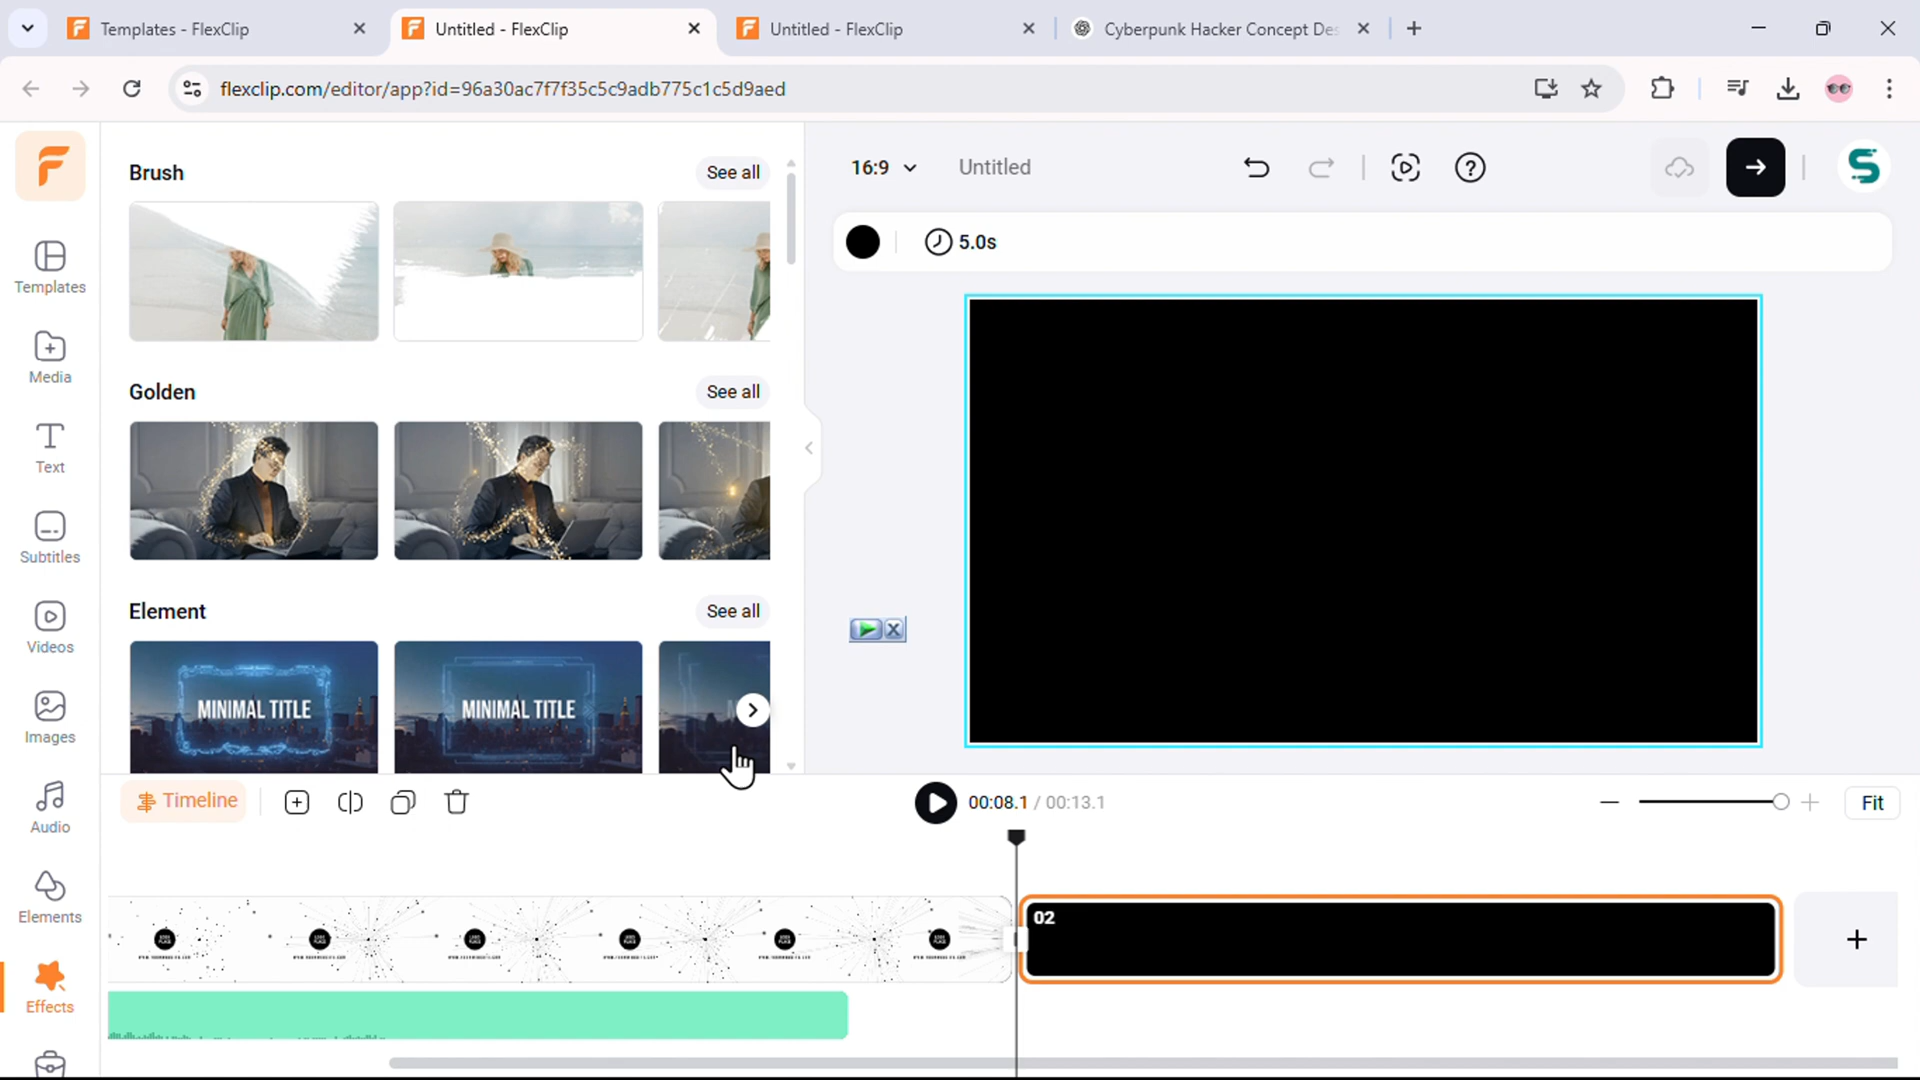 Templates - FlexClip
Untitled - FlexClip
Untitled - FlexClip
Cyberpunk Hacker Concept De
flexclip.com/editor/app?id=96a30ac7f7f35c5c9adb775c1c5d9aed
Templates
Media
Text
Subtitles
Videos
Images
Audio
Elements
Effects
Brush
See all
Golden
See all
Element
See all
MINIMAL TITLE
MINIMAL TITLE
16:9
Untitled
5.0s
Timeline
00:08.1 / 00:13.1
Fit
02